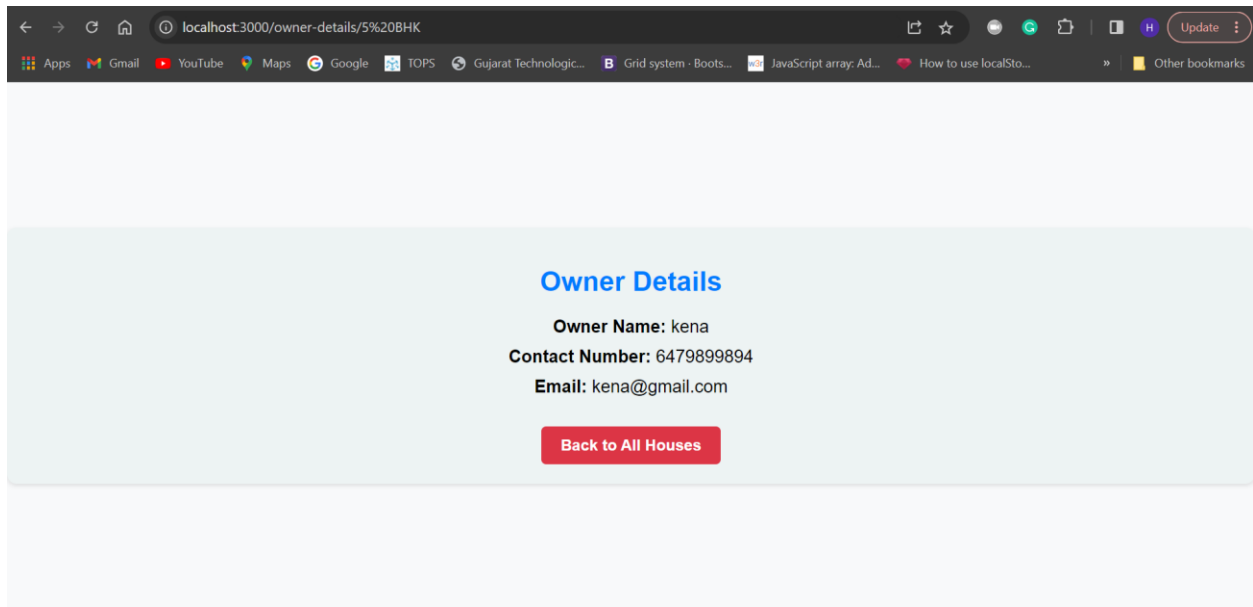 localhost:3000/owner-details/5%20BHK
Update
Apps Gmail YouTube Maps Google TOPS Gujarat Technologic... B Grid system · Boots... w3r JavaScript array: Ad... How to use localSto... » Other bookmarks
Owner Details
Owner Name: kena
Contact Number: 6479899894
Email: kena@gmail.com
Back to All Houses